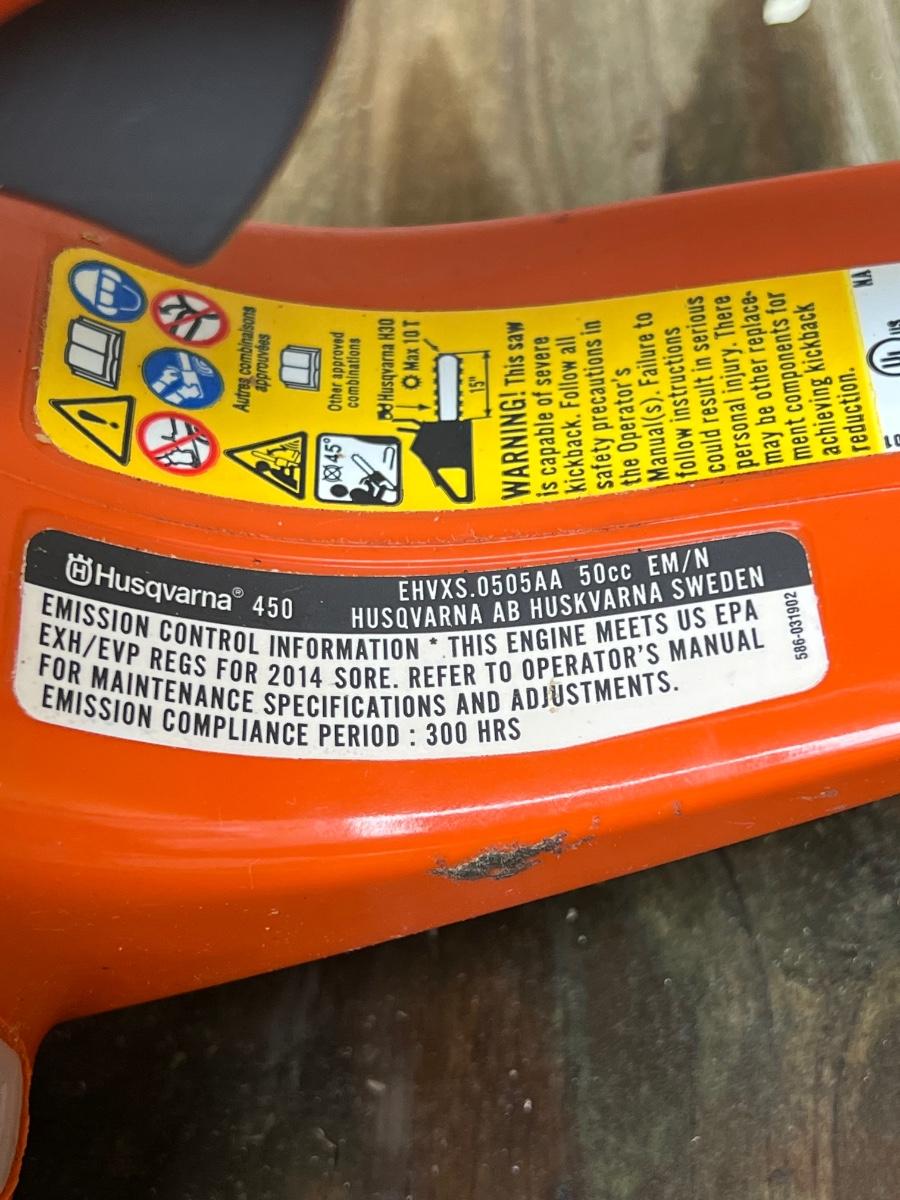 Autres combinaisons
approuvées
Other approved
combinations
Husqvarna H30
Max 10T
15"
45°
WARNING! This saw
is capable of severe
kickback. Follow all
safety precautions in
the Operator's
Manual(s). Failure to
follow instructions
could result in serious
personal injury. There
may be other replace-
ment components for
achieving kickback
reduction.
NA
UL US
H Husqvarna® 450
EHVXS.0505AA 50cc EM/N
HUSQVARNA AB HUSKVARNA SWEDEN
EMISSION CONTROL INFORMATION * THIS ENGINE MEETS US EPA
EXH/EVP REGS FOR 2014 SORE. REFER TO OPERATOR'S MANUAL
FOR MAINTENANCE SPECIFICATIONS AND ADJUSTMENTS.
EMISSION COMPLIANCE PERIOD : 300 HRS
586-031902